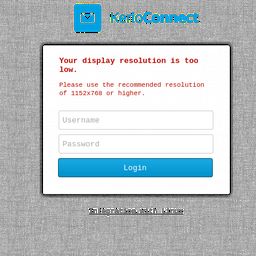 KerioConnect
Your display resolution is too
low.
Please use the recommended resolution
of 1152x768 or higher.
Username
Password
Login